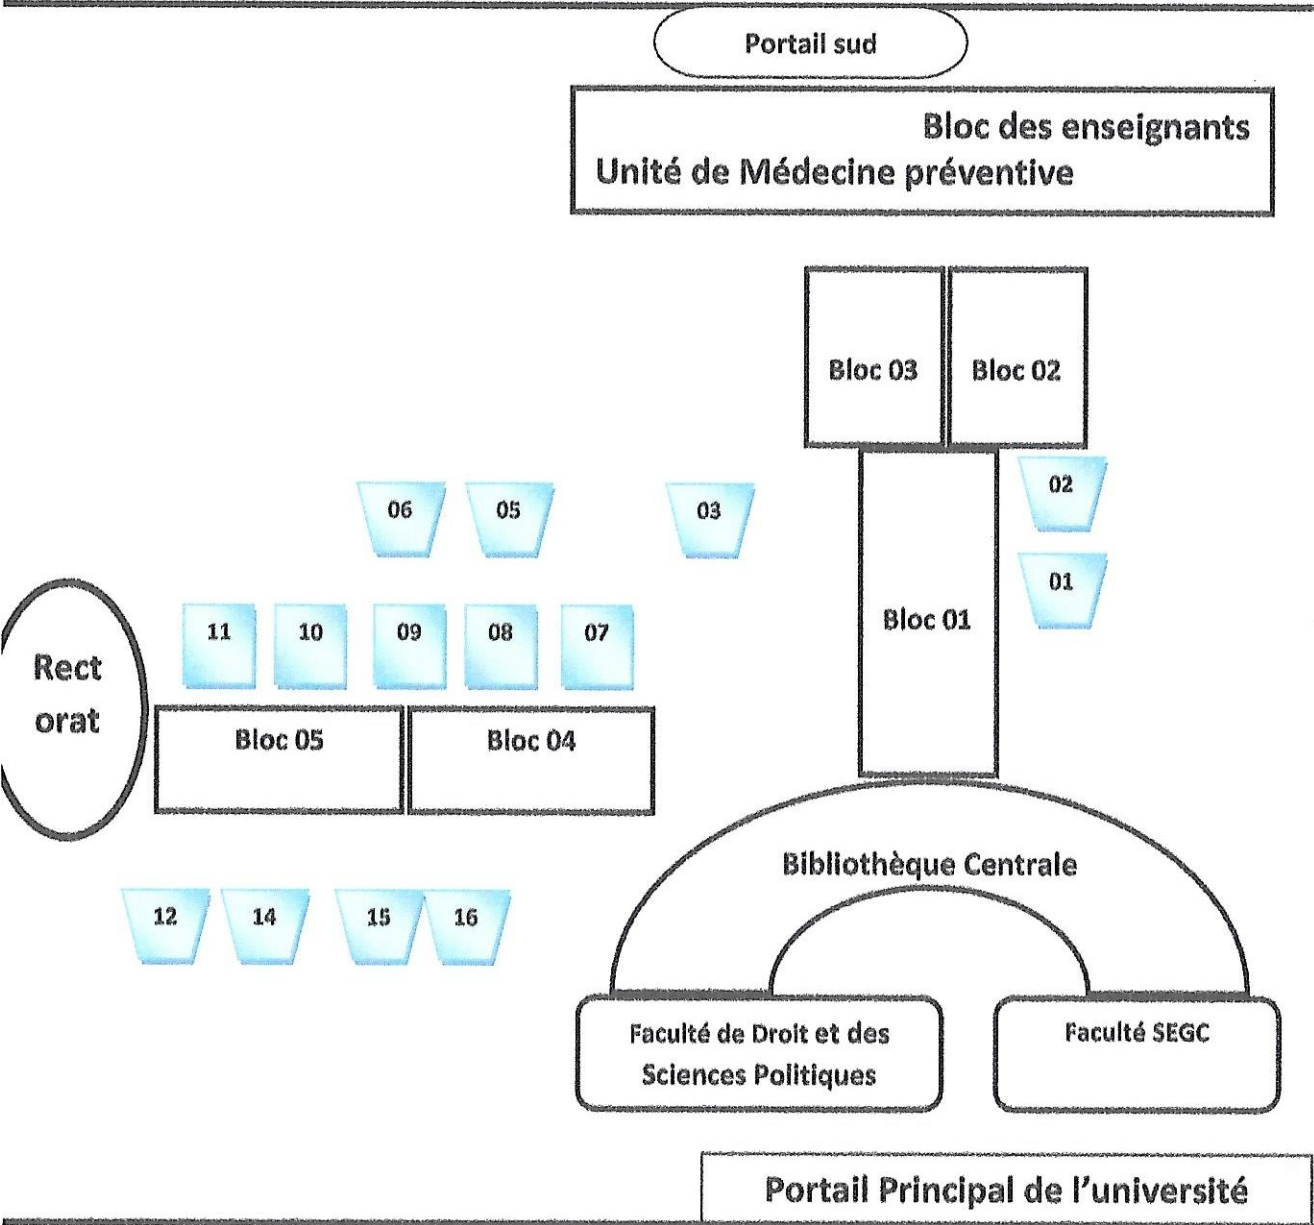 Portail sud
Bloc des enseignants
Unité de Médecine préventive
Bloc 03
Bloc 02
02
06
05
03
01
Bloc 01
11
10
09
08
07
Rect
orat
Bloc 05
Bloc 04
Bibliothèque Centrale
12
14
15
16
Faculté de Droit et des
Sciences Politiques
Faculté SEGC
Portail Principal de l'université